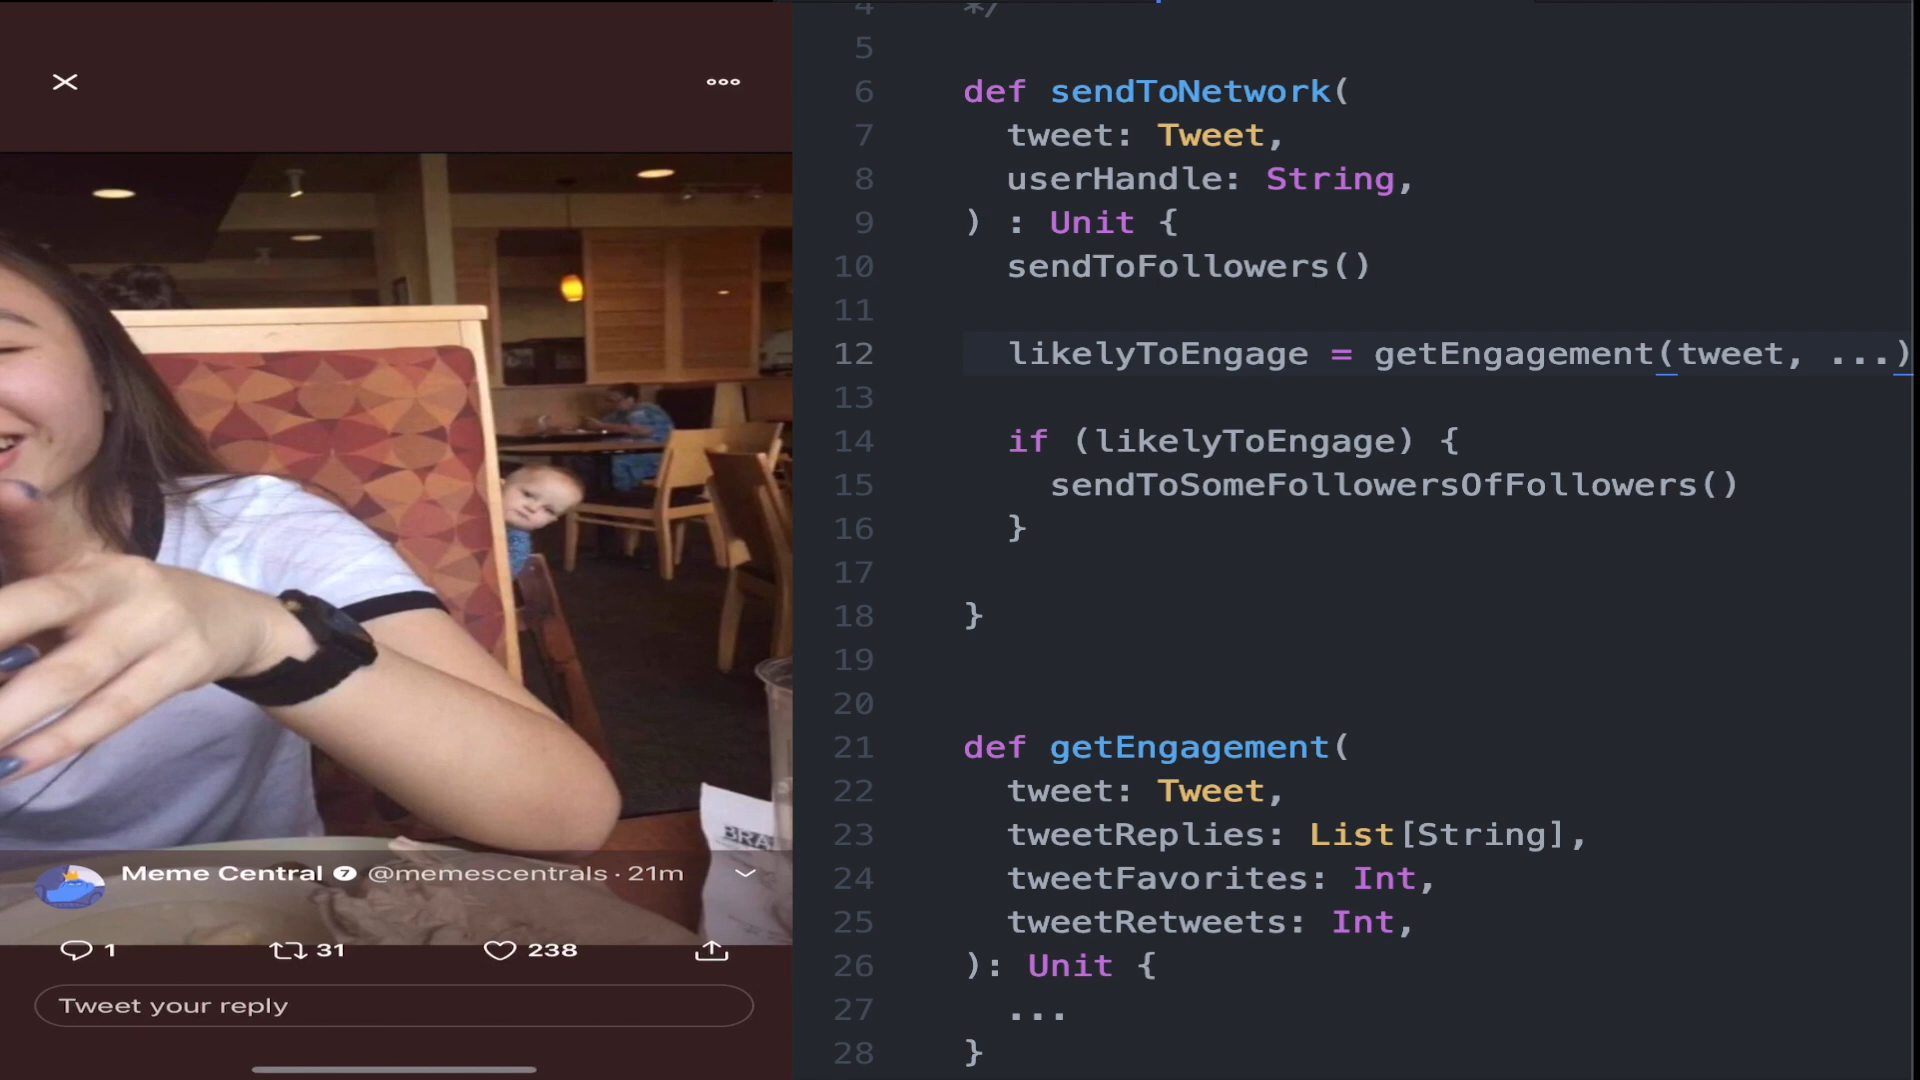 BRA
Meme Central 7 @memescentrals · 21m
1 31 238
Tweet your reply
4 */
5
6 def sendToNetwork(
7 tweet: Tweet,
8 userHandle: String,
9 ) : Unit {
10 sendToFollowers()
11
12 likelyToEngage = getEngagement(tweet, ...)
13
14 if (likelyToEngage) {
15 sendToSomeFollowersOfFollowers()
16 }
17
18 }
19
20
21 def getEngagement(
22 tweet: Tweet,
23 tweetReplies: List[String],
24 tweetFavorites: Int,
25 tweetRetweets: Int,
26 ): Unit {
27 ...
28 }